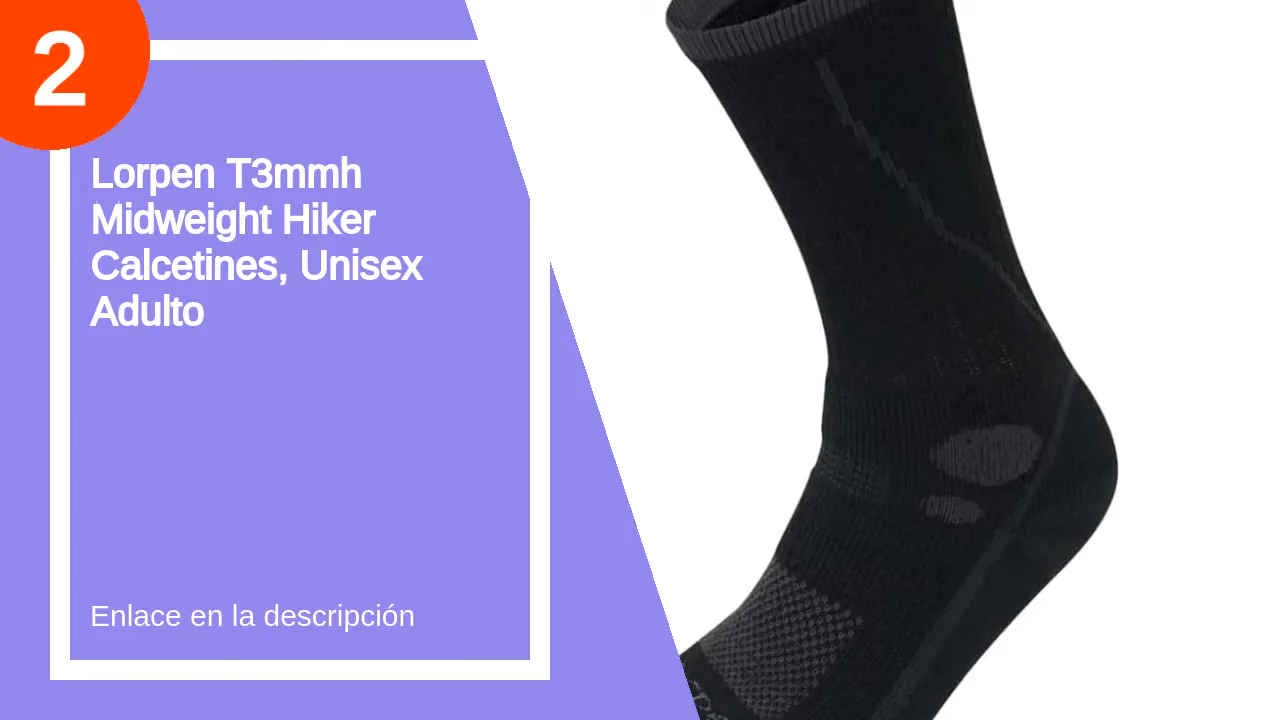 2
Lorpen T3mmh
Midweight Hiker
Calcetines, Unisex
Adulto
Enlace en la descripción